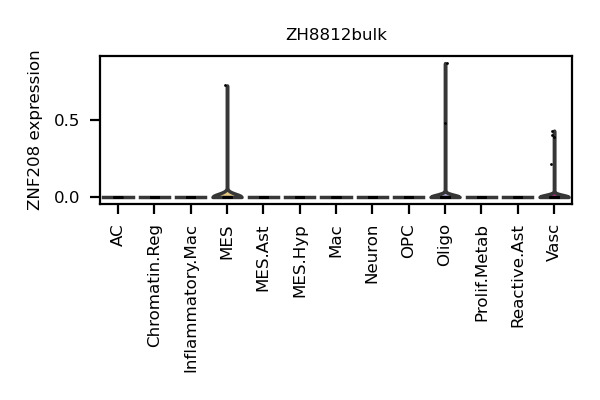 ZH8812bulk
ZNF208 expression
0.5
0.0
AC
Chromatin.Reg
Inflammatory.Mac
MES
MES.Ast
MES.Hyp
Mac
Neuron
OPC
Oligo
Prolif.Metab
Reactive.Ast
Vasc